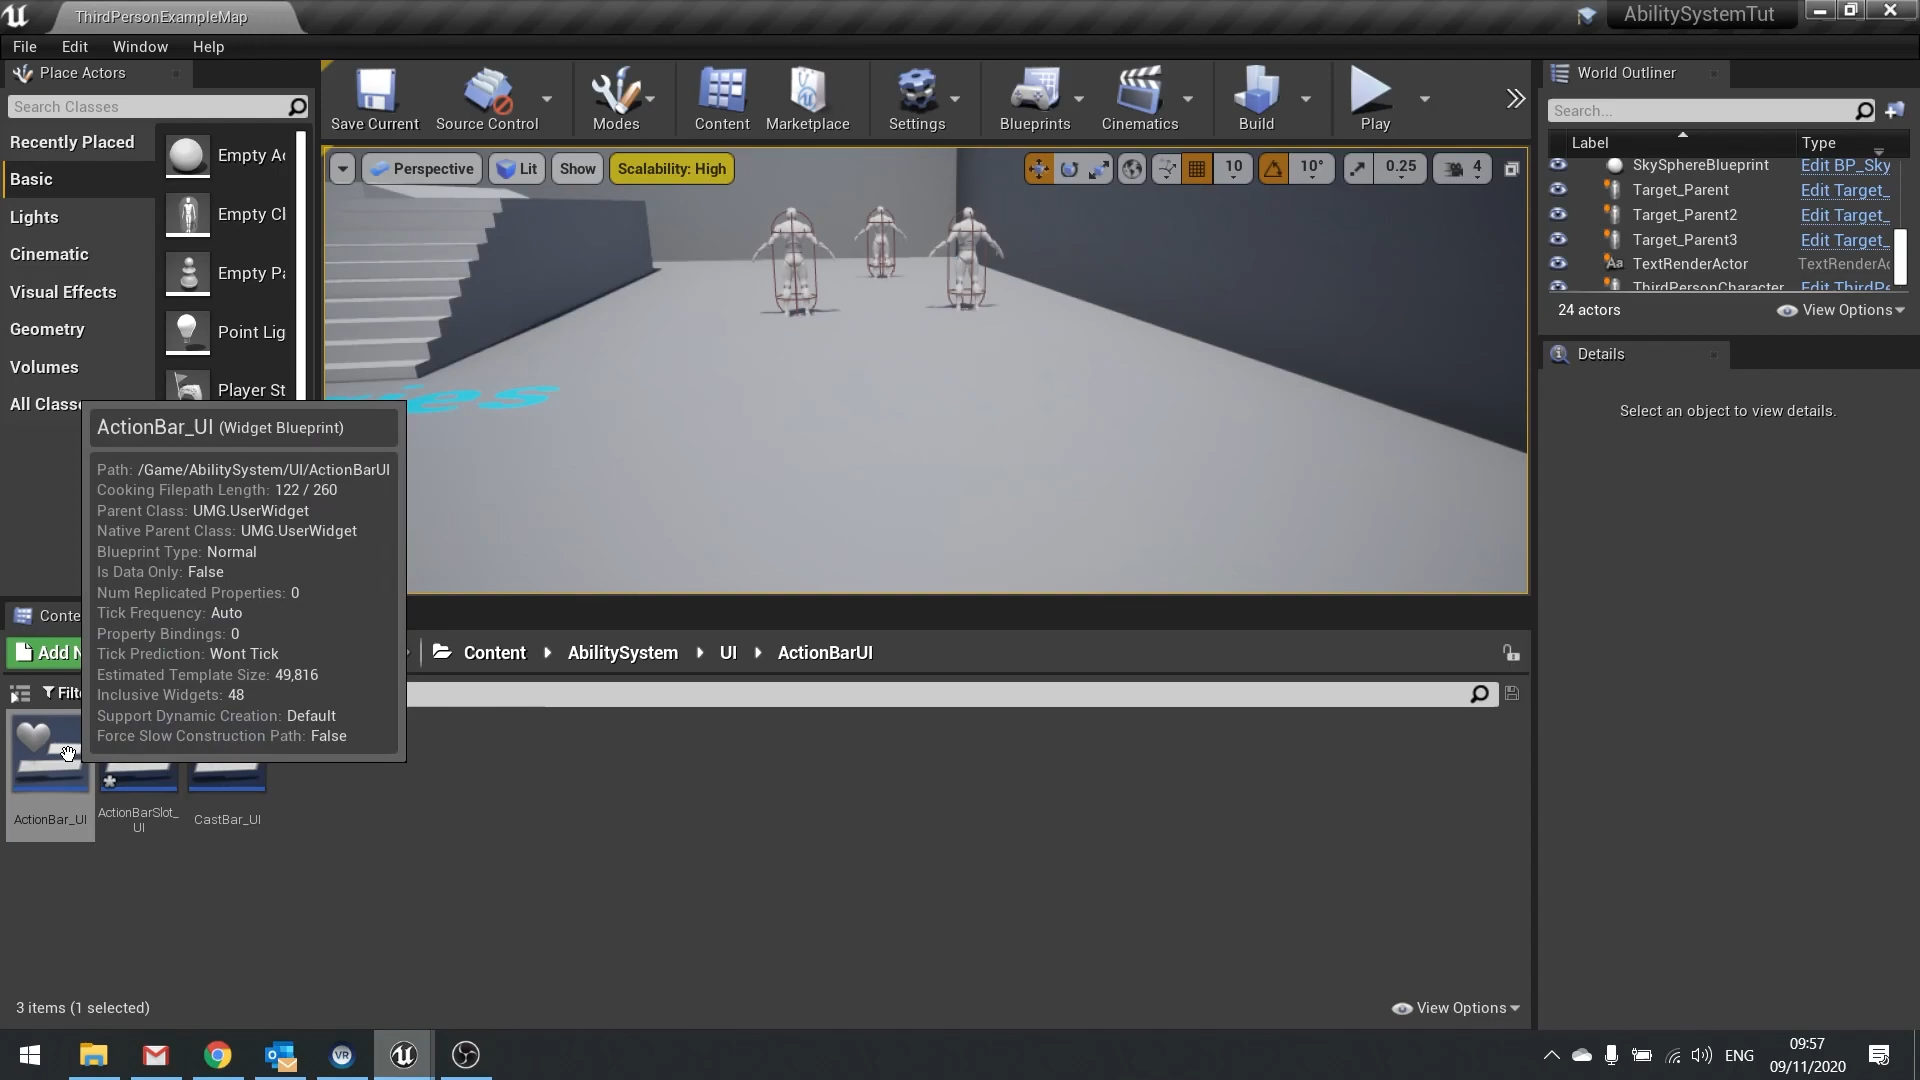 ThirdPersonExampleMap
AbilitySystemTut
File
Edit
Window
Help
Place Actors
Search Classes
Recently Placed
Basic
Lights
Cinematic
Visual Effects
Geometry
Volumes
All Classe
Empty Ac
Empty Cl
Empty Pa
Point Lig
Player St
Save Current
Source Control
Modes
Content
Marketplace
Settings
Blueprints
Cinematics
Build
Play
Perspective
Lit
Show
Scalability: High
10
10°
0.25
4
World Outliner
Search...
Label
Type
SkySphereBlueprint
Edit BP_Sky
Target_Parent
Edit Target_
Target_Parent2
Edit Target_
Target_Parent3
Edit Target_
TextRenderActor
TextRenderAc
ThirdPersonCharacter
Edit ThirdPe
24 actors
View Options
Details
Select an object to view details.
ActionBar_UI (Widget Blueprint)
Path: /Game/AbilitySystem/UI/ActionBarUI
Cooking Filepath Length: 122 / 260
Parent Class: UMG.UserWidget
Native Parent Class: UMG.UserWidget
Blueprint Type: Normal
Is Data Only: False
Num Replicated Properties: 0
Tick Frequency: Auto
Property Bindings: 0
Tick Prediction: Wont Tick
Estimated Template Size: 49,816
Inclusive Widgets: 48
Support Dynamic Creation: Default
Force Slow Construction Path: False
Conte
Add N
Content
AbilitySystem
UI
ActionBarUI
Filte
ActionBar_UI
ActionBarSlot_
UI
CastBar_UI
3 items (1 selected)
View Options
VR
ENG
09:57
09/11/2020